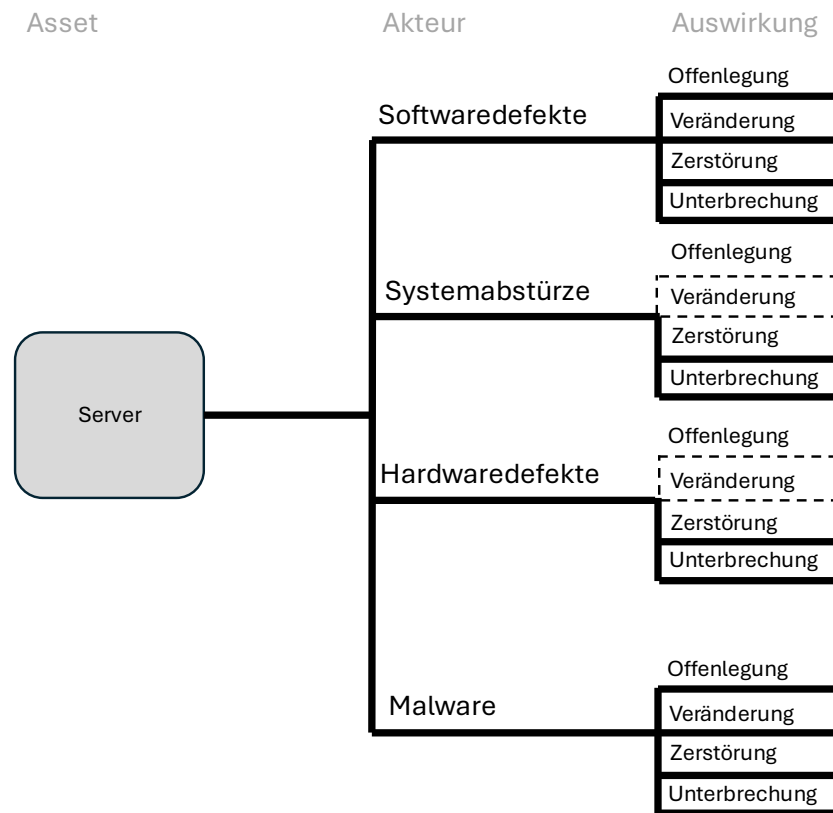 Asset
Akteur
Auswirkung
Softwaredefekte
Offenlegung
Veränderung
Zerstörung
Unterbrechung
Systemabstürze
Offenlegung
Veränderung
Zerstörung
Unterbrechung
Server
Hardwaredefekte
Offenlegung
Veränderung
Zerstörung
Unterbrechung
Malware
Offenlegung
Veränderung
Zerstörung
Unterbrechung